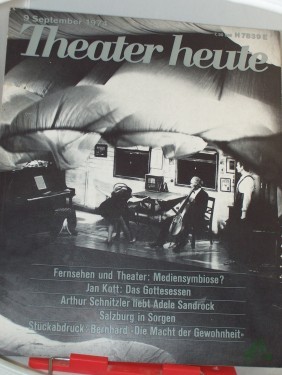 9 September 1974
Theater heute
H 7039 E
Fernsehen und Theater: Mediensymbiose?
Jan Kott: Das Gottesessen
Arthur Schnitzler liebt Adele Sandrock
Salzburg in Sorgen
Stückabdruck Bernhard »Die Macht der Gewohnheit«